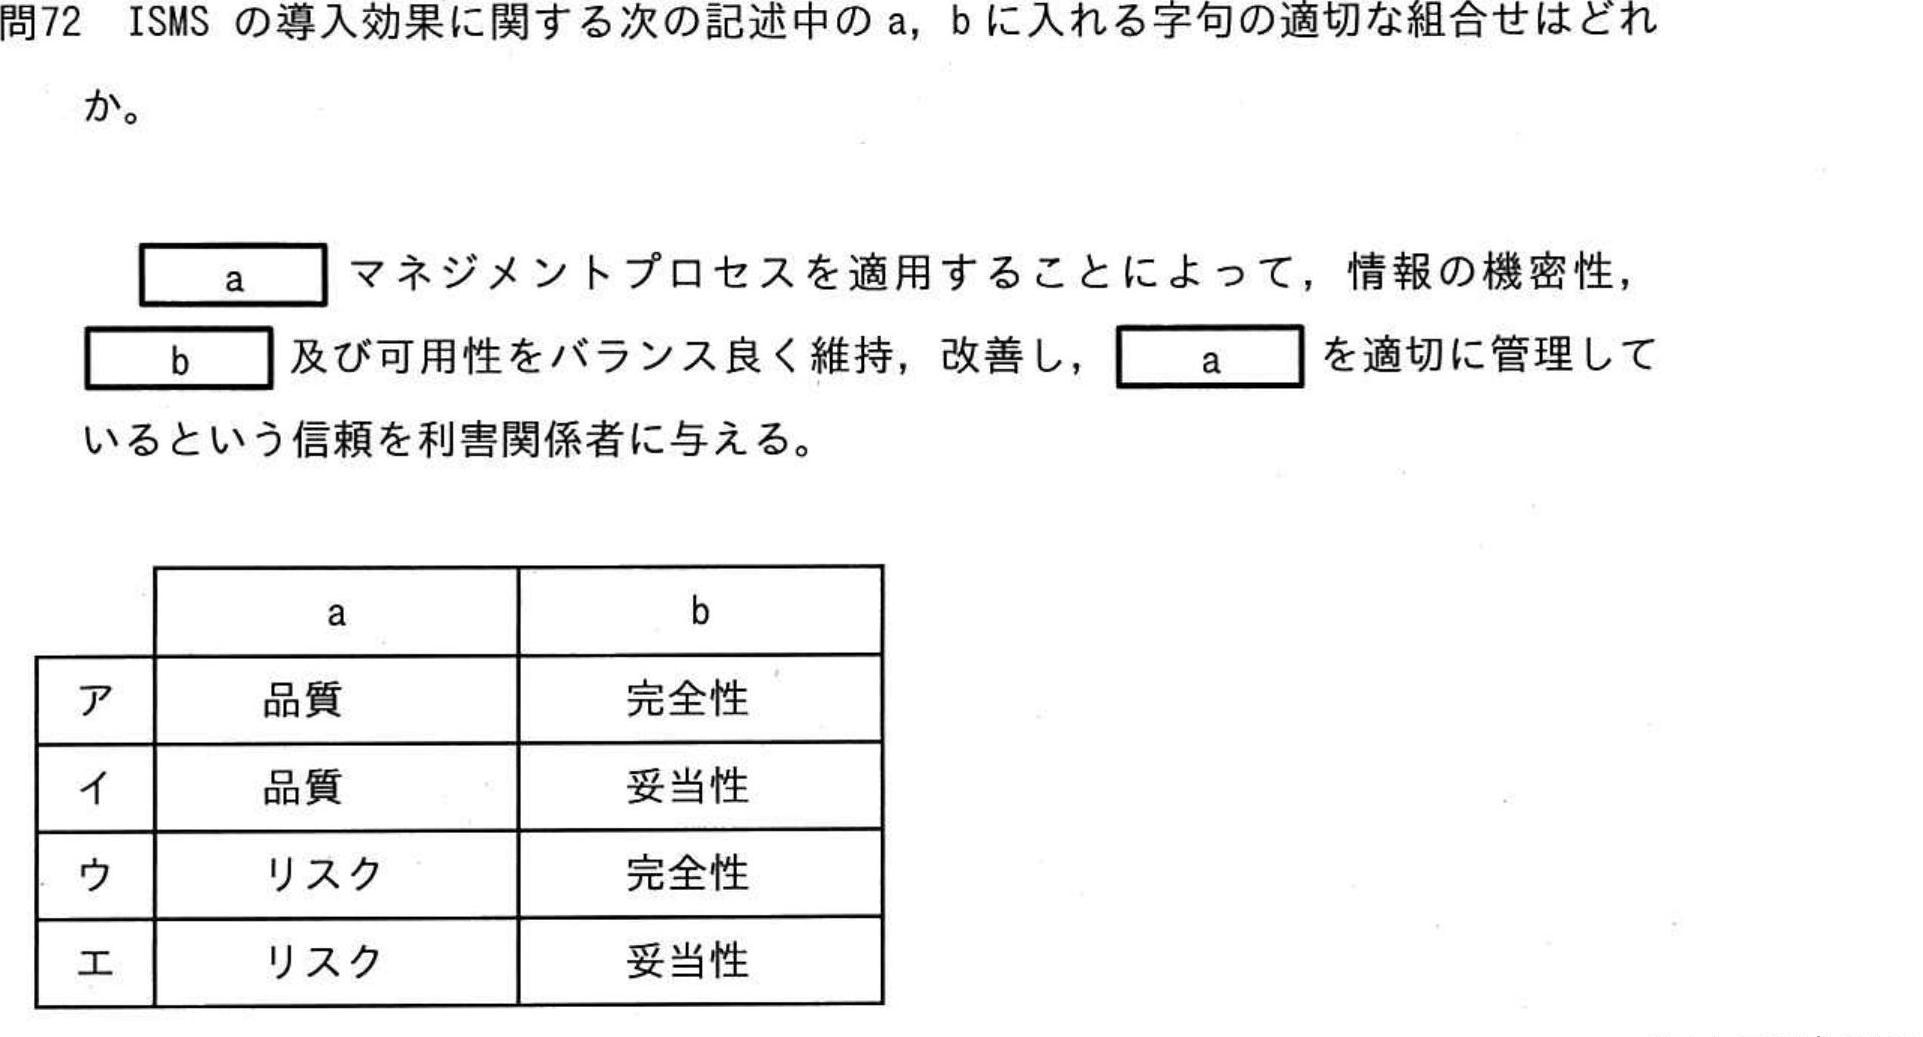 問72 ISMS の導入効果に関する次の記述中の a，b に入れる字句の適切な組合せはどれ
か。
a マネジメントプロセスを適用することによって，情報の機密性，
b 及び可用性をバランス良く維持，改善し， a を適切に管理して
いるという信頼を利害関係者に与える。
a b
ア 品質 完全性
イ 品質 妥当性
ウ リスク 完全性
エ リスク 妥当性